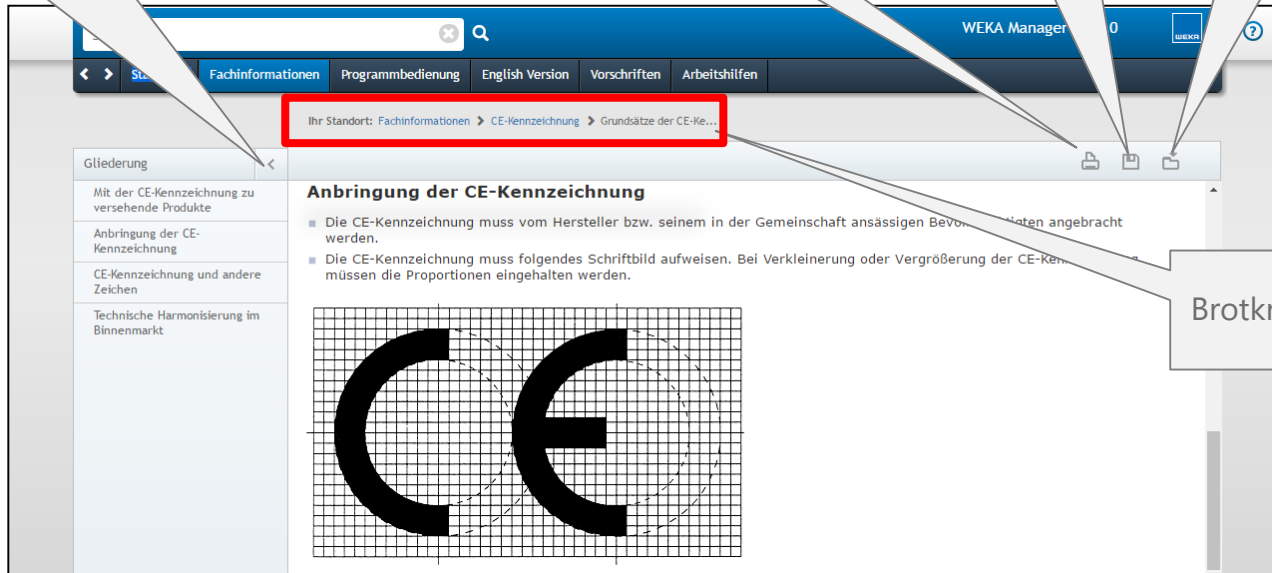 WEKA Manager
0
WEKA
?
Fachinformationen Programmbedienung English Version Vorschriften Arbeitshilfen
Ihr Standort: Fachinformationen > CE-Kennzeichnung > Grundsätze der CE-Ke...
Gliederung
Mit der CE-Kennzeichnung zu
versehende Produkte
Anbringung der CE-
Kennzeichnung
CE-Kennzeichnung und andere
Zeichen
Technische Harmonisierung im
Binnenmarkt
Anbringung der CE-Kennzeichnung
Die CE-Kennzeichnung muss vom Hersteller bzw. seinem in der Gemeinschaft ansässigen angebracht
werden.
Die CE-Kennzeichnung muss folgendes Schriftbild aufweisen. Bei Verkleinerung oder Vergrößerung der
müssen die Proportionen eingehalten werden.
CE